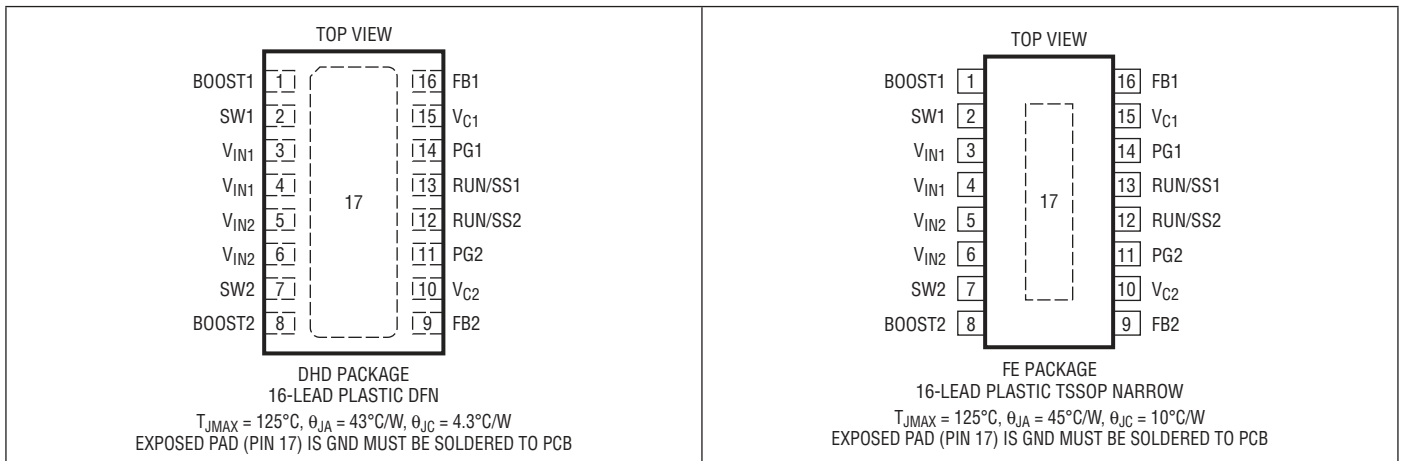 TOP VIEW
BOOST1 1
SW1 2
VIN1 3
VIN1 4
VIN2 5
VIN2 6
SW2 7
BOOST2 8
17
16 FB1
15 VC1
14 PG1
13 RUN/SS1
12 RUN/SS2
11 PG2
10 VC2
9 FB2
DHD PACKAGE
16-LEAD PLASTIC DFN
TJMAX = 125°C, θJA = 43°C/W, θJC = 4.3°C/W
EXPOSED PAD (PIN 17) IS GND MUST BE SOLDERED TO PCB
TOP VIEW
BOOST1 1
SW1 2
VIN1 3
VIN1 4
VIN2 5
VIN2 6
SW2 7
BOOST2 8
17
16 FB1
15 VC1
14 PG1
13 RUN/SS1
12 RUN/SS2
11 PG2
10 VC2
9 FB2
FE PACKAGE
16-LEAD PLASTIC TSSOP NARROW
TJMAX = 125°C, θJA = 45°C/W, θJC = 10°C/W
EXPOSED PAD (PIN 17) IS GND MUST BE SOLDERED TO PCB